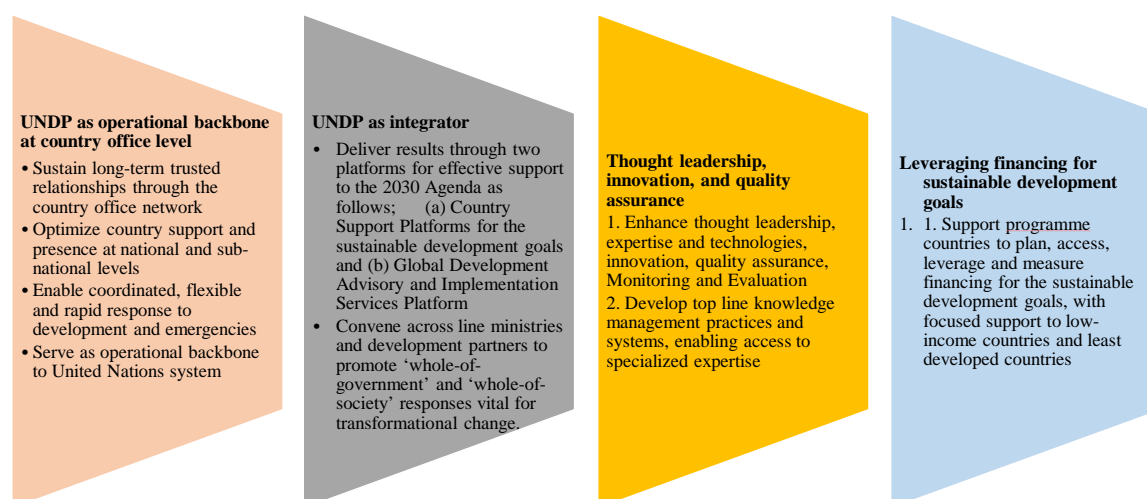 UNDP as operational backbone
at country office level
• Sustain long-term trusted
relationships through the
country office network
• Optimize country support and
presence at national and sub-
national levels
• Enable coordinated, flexible
and rapid response to
development and emergencies
• Serve as operational backbone
to United Nations system
UNDP as integrator
• Deliver results through two
platforms for effective support
to the 2030 Agenda as
follows; (a) Country
Support Platforms for the
sustainable development goals
and (b) Global Development
Advisory and Implementation
Services Platform
• Convene across line ministries
and development partners to
promote ‘whole-of-
government’ and ‘whole-of-
society’ responses vital for
transformational change.
Thought leadership,
innovation, and quality
assurance
1. Enhance thought leadership,
expertise and technologies,
innovation, quality assurance,
Monitoring and Evaluation
2. Develop top line knowledge
management practices and
systems, enabling access to
specialized expertise
Leveraging financing for
sustainable development
goals
1. 1. Support programme
countries to plan, access,
leverage and measure
financing for the sustainable
development goals, with
focused support to low-
income countries and least
developed countries